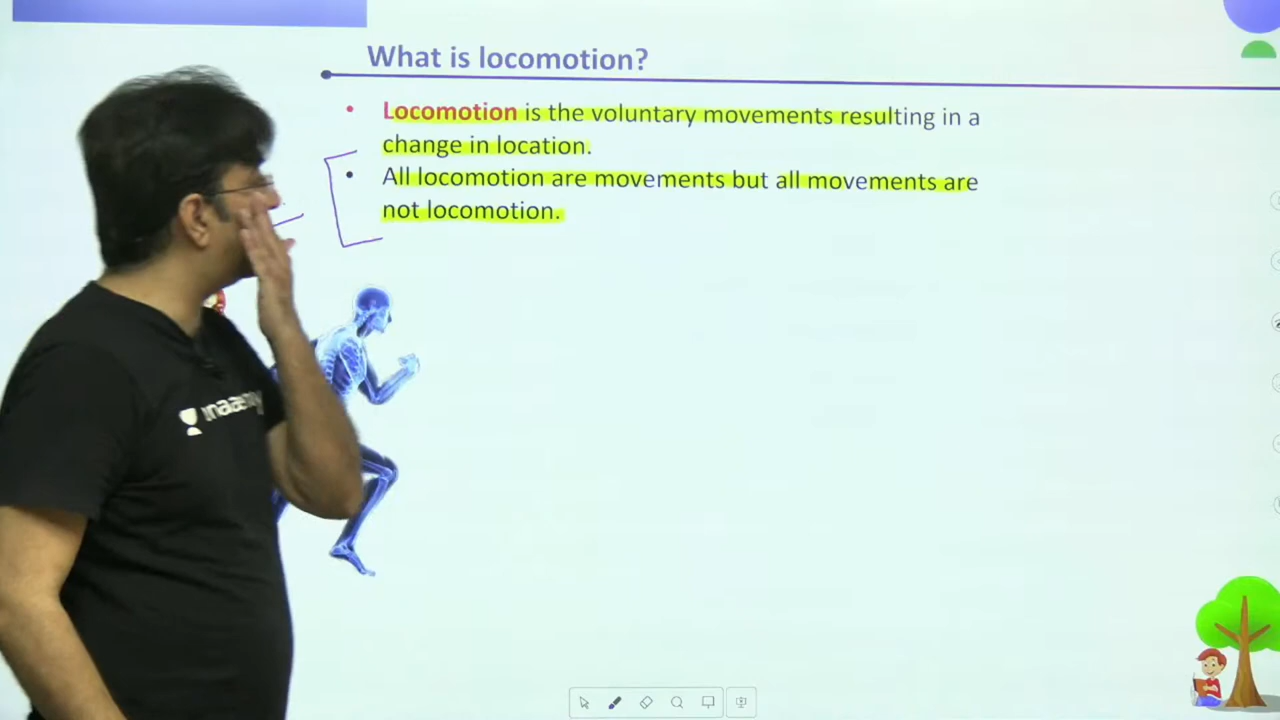 What is locomotion?
• Locomotion is the voluntary movements resulting in a
change in location.
• All locomotion are movements but all movements are
not locomotion.